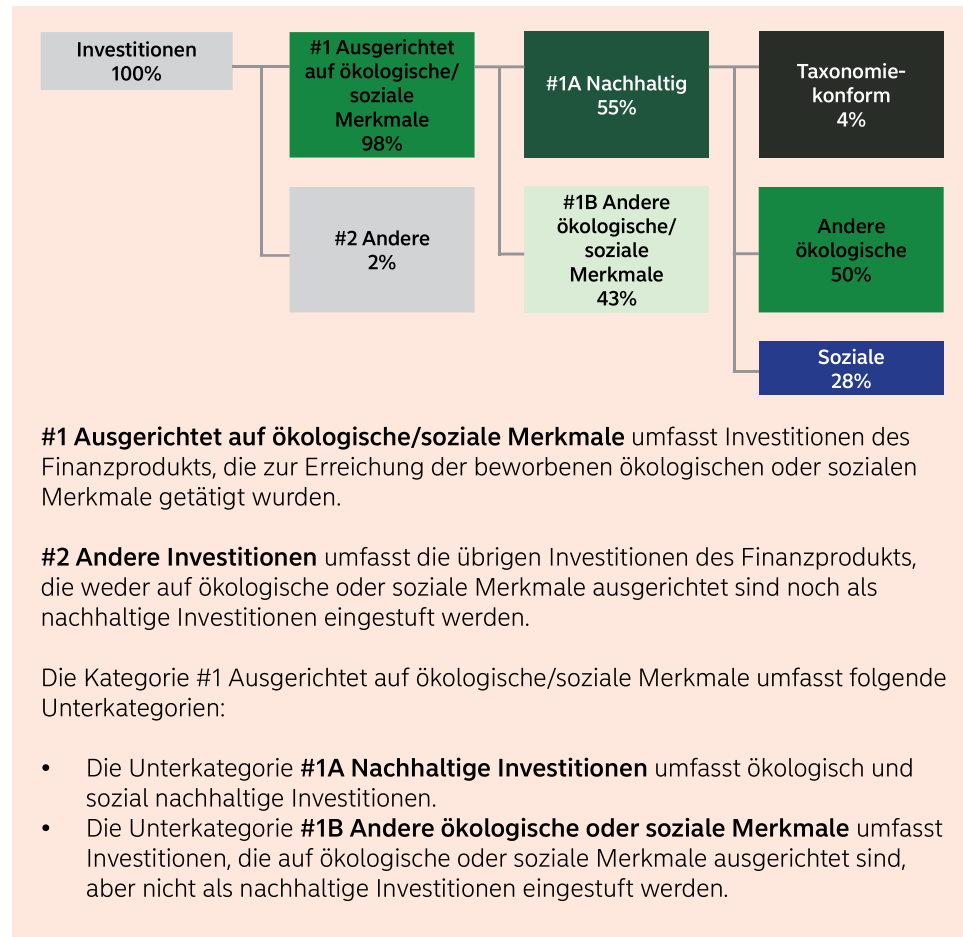 Investitionen
100%
#1 Ausgerichtet
auf ökologische/
soziale
Merkmale
98%
#2 Andere
2%
#1A Nachhaltig
55%
#1B Andere
ökologische/
soziale
Merkmale
43%
Taxonomie-
konform
4%
Andere
ökologische
50%
Soziale
28%
#1 Ausgerichtet auf ökologische/soziale Merkmale umfasst Investitionen des
Finanzprodukts, die zur Erreichung der beworbenen ökologischen oder sozialen
Merkmale getätigt wurden.
#2 Andere Investitionen umfasst die übrigen Investitionen des Finanzprodukts,
die weder auf ökologische oder soziale Merkmale ausgerichtet sind noch als
nachhaltige Investitionen eingestuft werden.
Die Kategorie #1 Ausgerichtet auf ökologische/soziale Merkmale umfasst folgende
Unterkategorien:
• Die Unterkategorie #1A Nachhaltige Investitionen umfasst ökologisch und
sozial nachhaltige Investitionen.
• Die Unterkategorie #1B Andere ökologische oder soziale Merkmale umfasst
Investitionen, die auf ökologische oder soziale Merkmale ausgerichtet sind,
aber nicht als nachhaltige Investitionen eingestuft werden.